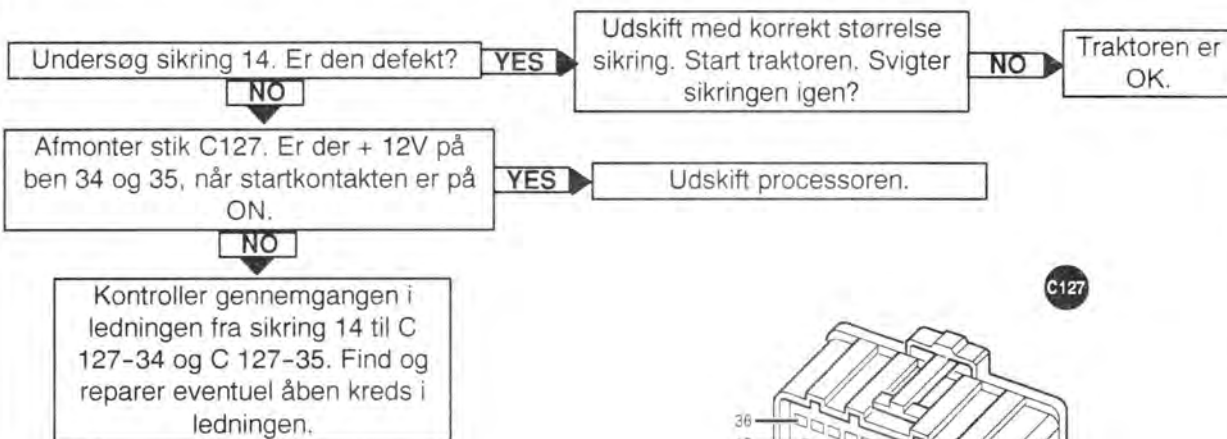 Undersøg sikring 14. Er den defekt?
YES
Udskift med korrekt størrelse
sikring. Start traktoren. Svigter
sikringen igen?
NO
Traktoren er
OK.
NO
Afmonter stik C127. Er der + 12V på
ben 34 og 35, når startkontakten er på
ON.
YES
Udskift processoren.
NO
Kontroller gennemgangen i
ledningen fra sikring 14 til C
127-34 og C 127-35. Find og
reparer eventuel åben kreds i
ledningen.
C127
36